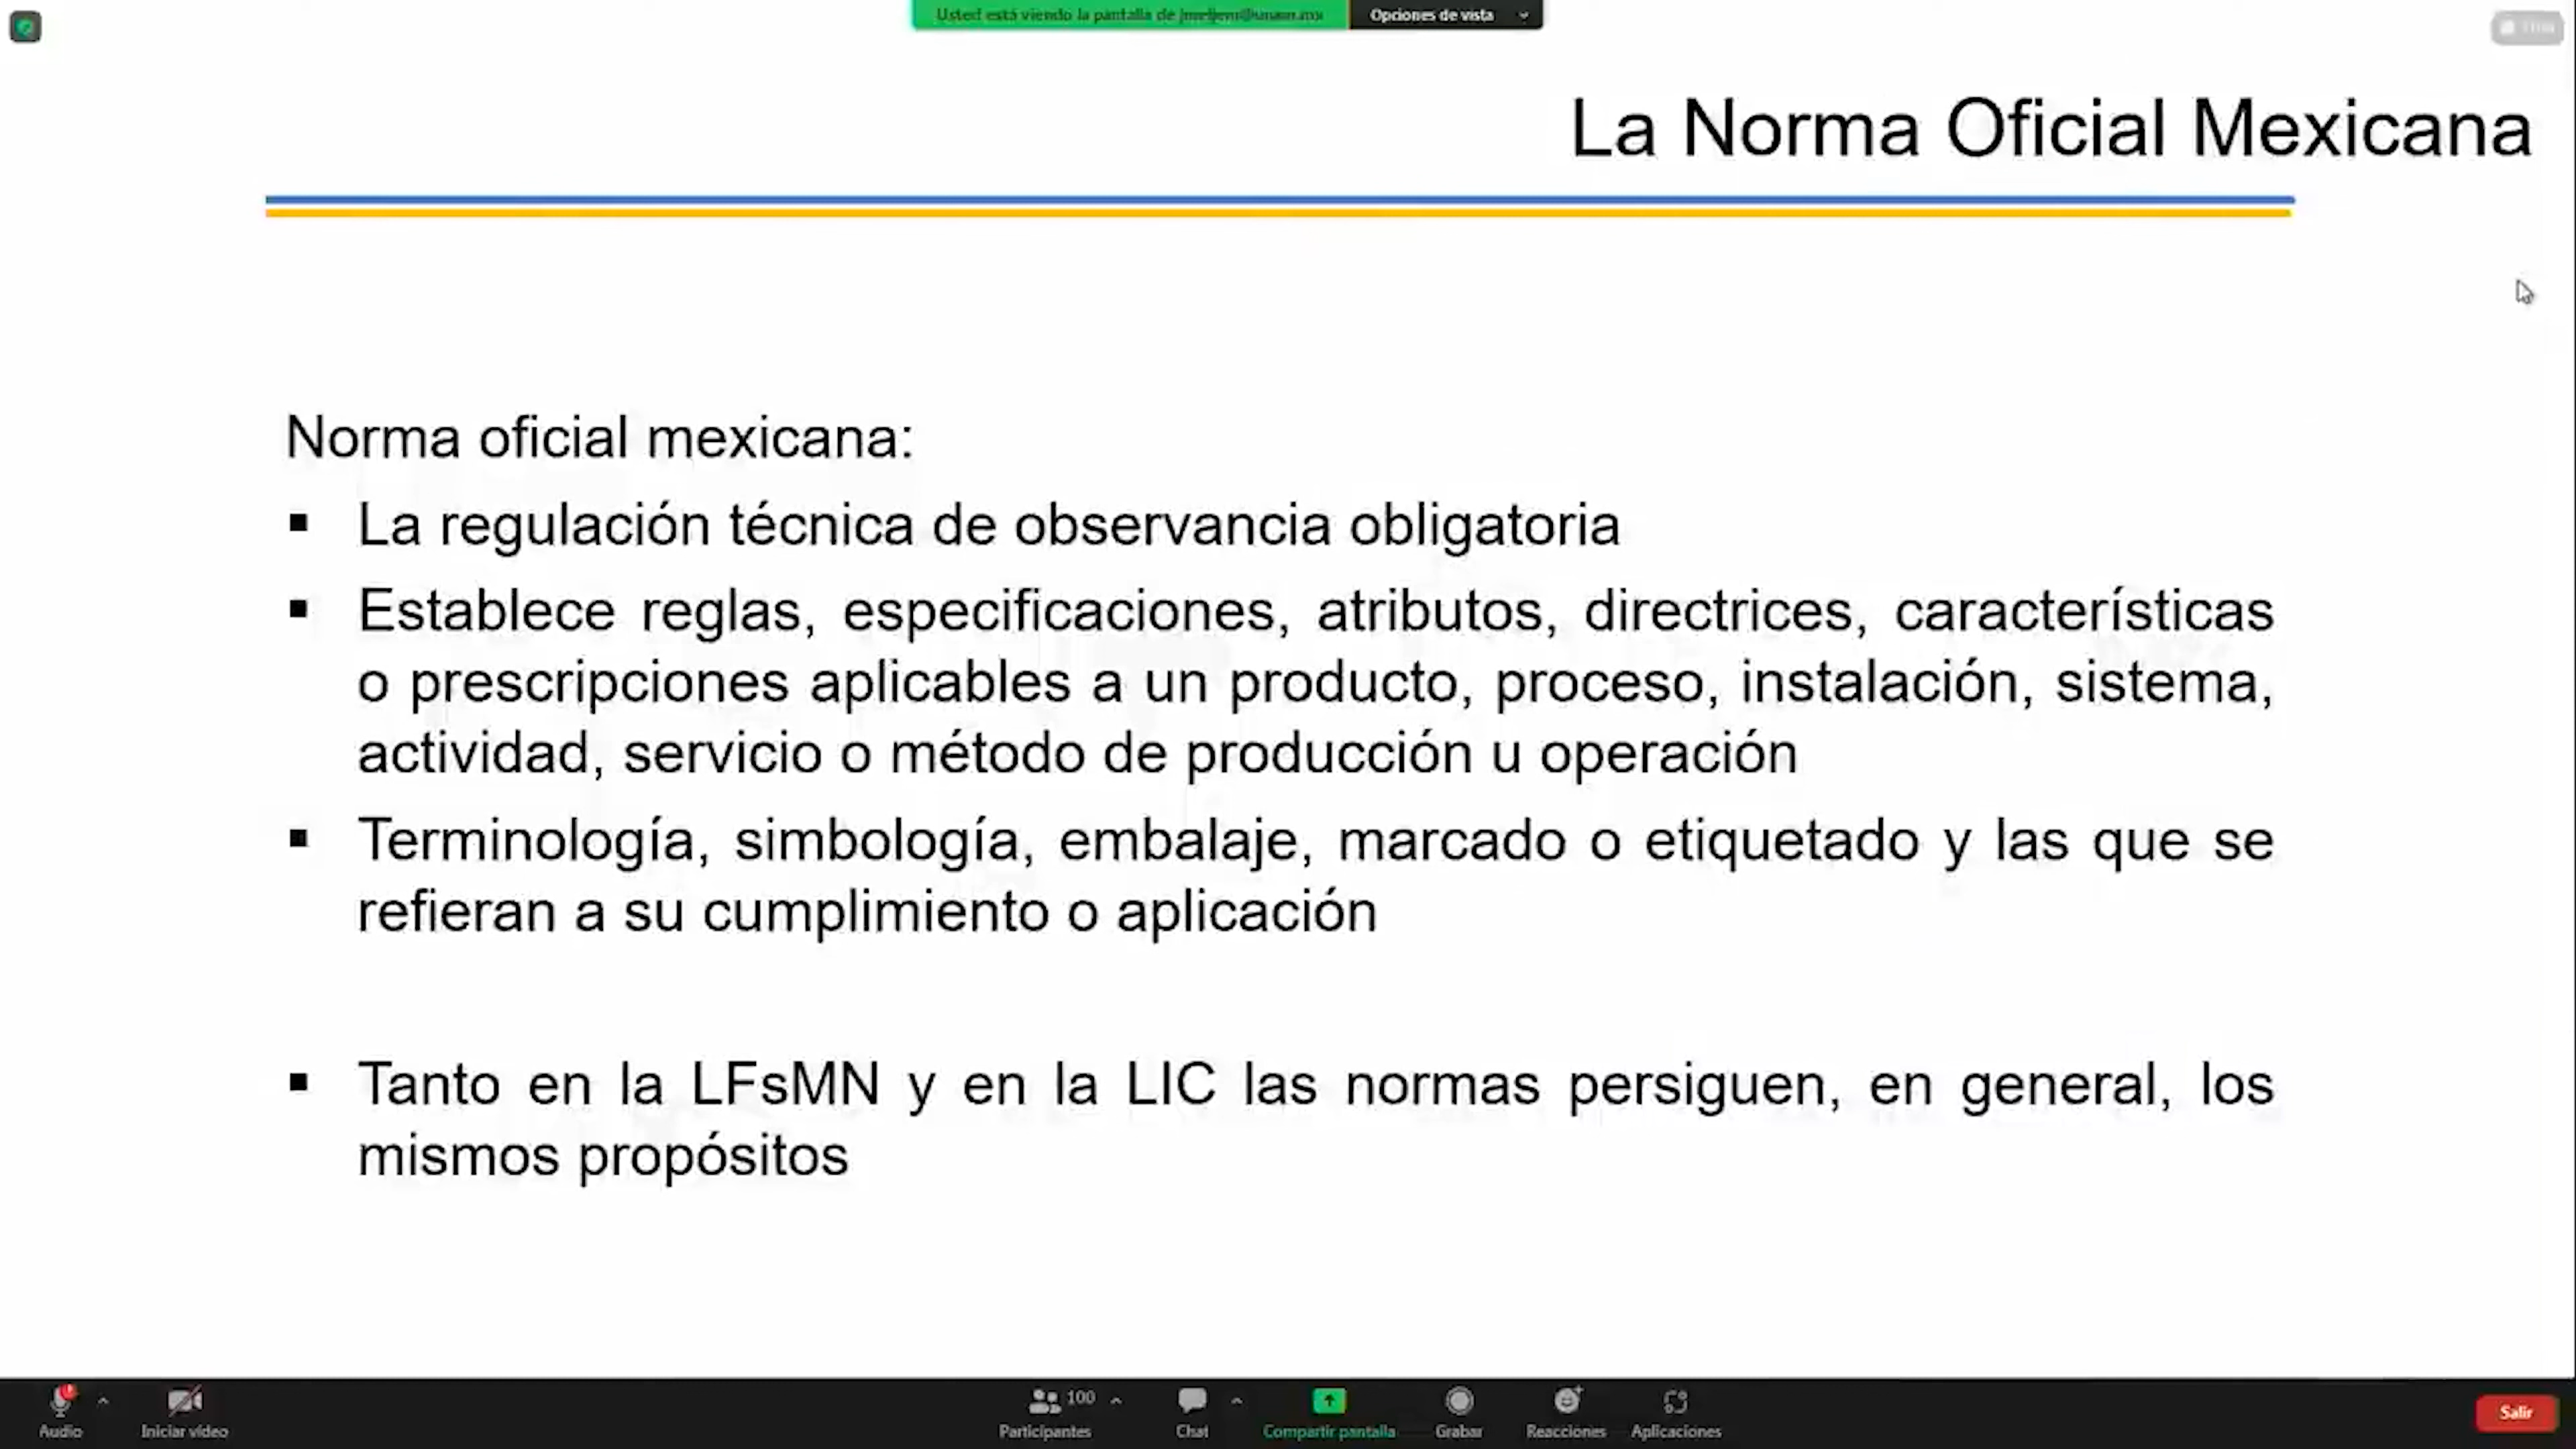 Usted está viendo la pantalla de
Opciones de vista
La Norma Oficial Mexicana
Norma oficial mexicana:
▪ La regulación técnica de observancia obligatoria
▪ Establece reglas, especificaciones, atributos, directrices, características
o prescripciones aplicables a un producto, proceso, instalación, sistema,
actividad, servicio o método de producción u operación
▪ Terminología, simbología, embalaje, marcado o etiquetado y las que se
refieran a su cumplimiento o aplicación
▪ Tanto en la LFsMN y en la LIC las normas persiguen, en general, los
mismos propósitos
100
Audio Iniciar vídeo Participantes Chat Compartir pantalla Grabar Reacciones Aplicaciones Salir